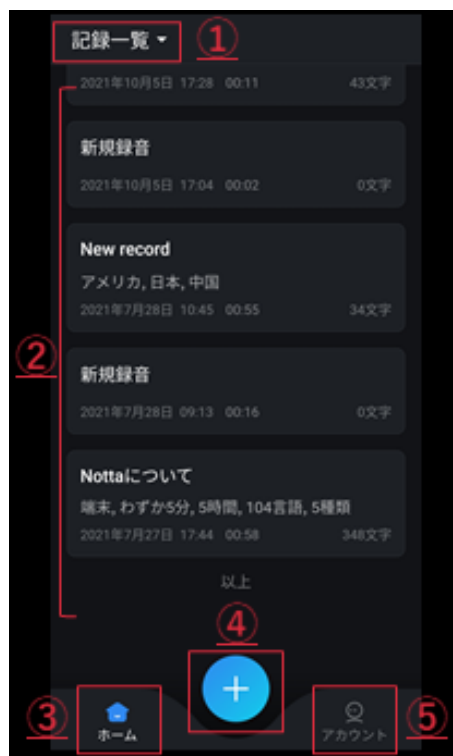 記録一覧
①
2021年10月5日 17:28 00:11 43文字
新規録音
2021年10月5日 17:04 00:02 0文字
New record
アメリカ, 日本, 中国
2021年7月28日 10:45 00:55 34文字
②
新規録音
2021年7月28日 09:13 00:16 0文字
Nottaについて
端末, わずか5分, 5時間, 104言語, 5種類
2021年7月27日 17:44 00:58 348文字
以上
④
③
ホーム
アカウント
⑤